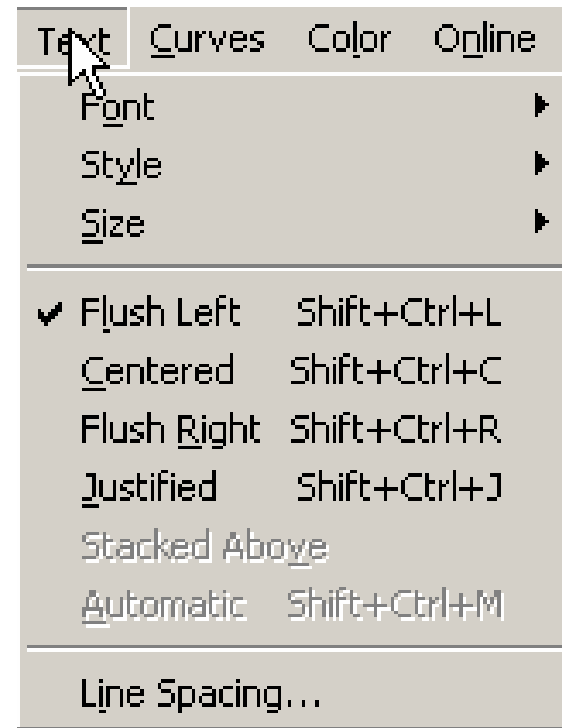 Text Curves Color Online
Font
Style
Size
Flush Left Shift+Ctrl+L
Centered Shift+Ctrl+C
Flush Right Shift+Ctrl+R
Justified Shift+Ctrl+J
Stacked Above
Automatic Shift+Ctrl+M
Line Spacing...